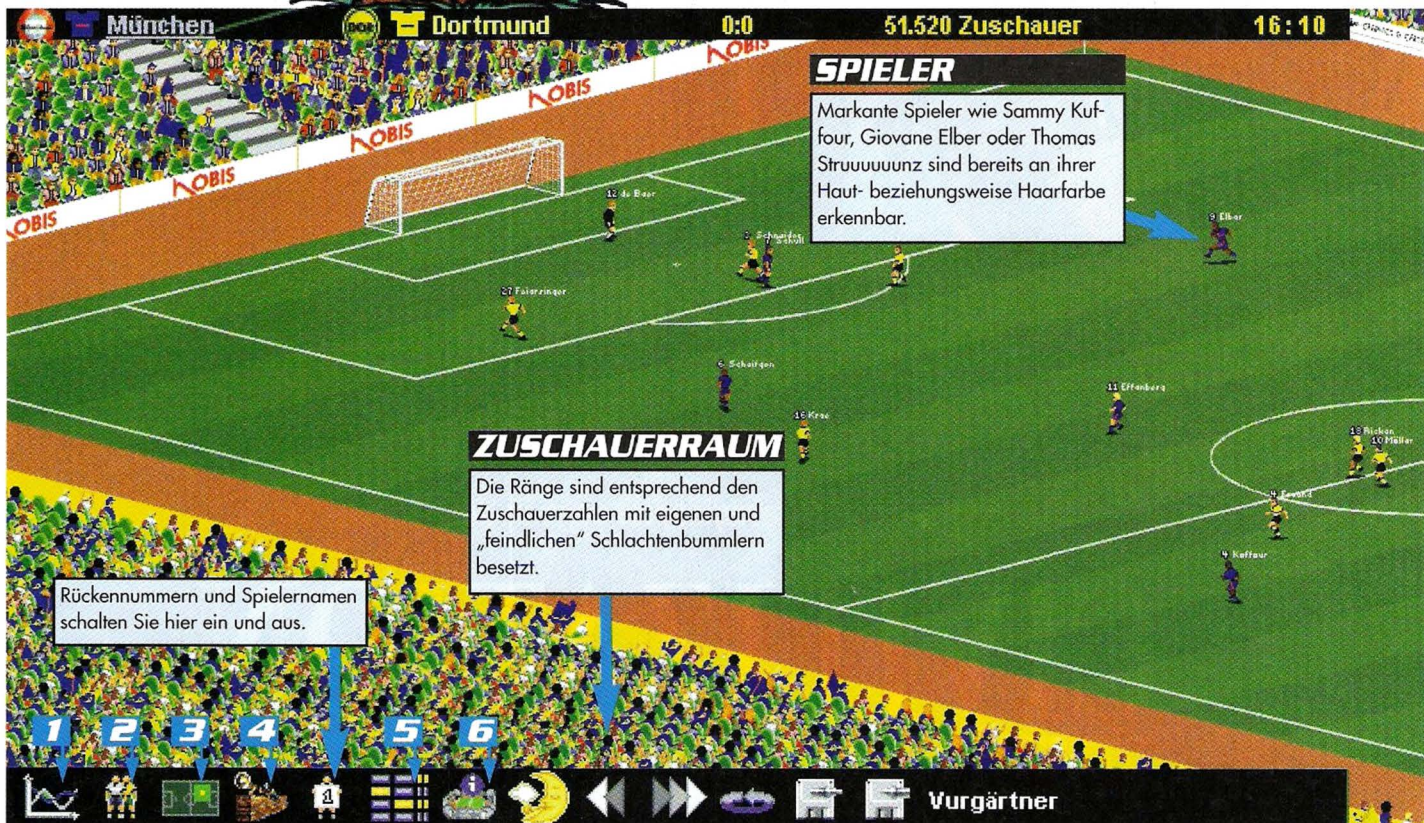 München Dortmund 0:0 51.520 Zuschauer 16:10
OBIS
OBIS
OBIS
OBIS
OBIS
SPIELER
Markante Spieler wie Sammy Kuf-
four, Giovane Elber oder Thomas
Struuuuuunz sind bereits an ihrer
Haut- beziehungsweise Haarfarbe
erkennbar.
9 Elber
12 de Beer
7 Scholl
27 Feiersinger
11 Effenberg
16 Kree
18 Ricken
10 Möller
4 Kuffour
ZUSCHAUERRAUM
Die Ränge sind entsprechend den
Zuschauerzahlen mit eigenen und
„feindlichen“ Schlachtenbummlern
besetzt.
Rückennummern und Spielernamen
schalten Sie hier ein und aus.
1 2 3 4 5 6
1
Vurgärtner